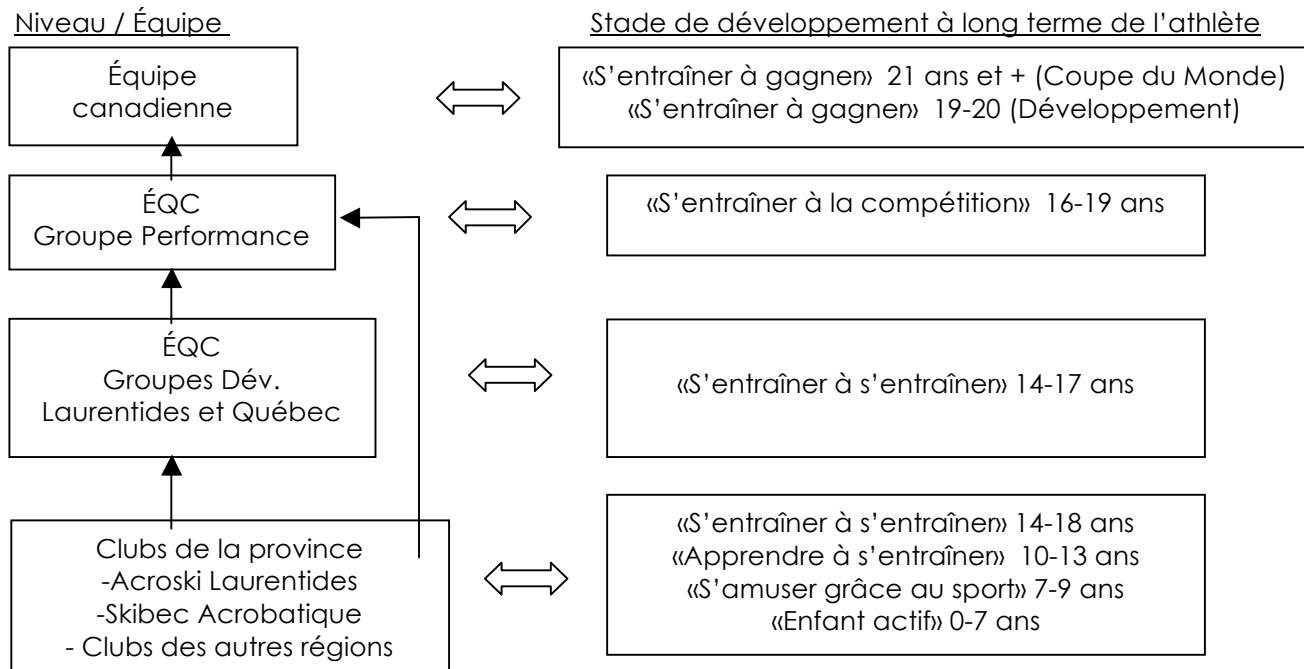 Niveau / Équipe
Stade de développement à long terme de l'athlète
Équipe
canadienne
«S'entraîner à gagner» 21 ans et + (Coupe du Monde)
«S'entraîner à gagner» 19-20 (Développement)
ÉQC
Groupe Performance
«S'entraîner à la compétition» 16-19 ans
ÉQC
Groupes Dév.
Laurentides et Québec
«S'entraîner à s'entraîner» 14-17 ans
Clubs de la province
-Acroski Laurentides
-Skibec Acrobatique
- Clubs des autres régions
«S'entraîner à s'entraîner» 14-18 ans
«Apprendre à s'entraîner» 10-13 ans
«S'amuser grâce au sport» 7-9 ans
«Enfant actif» 0-7 ans